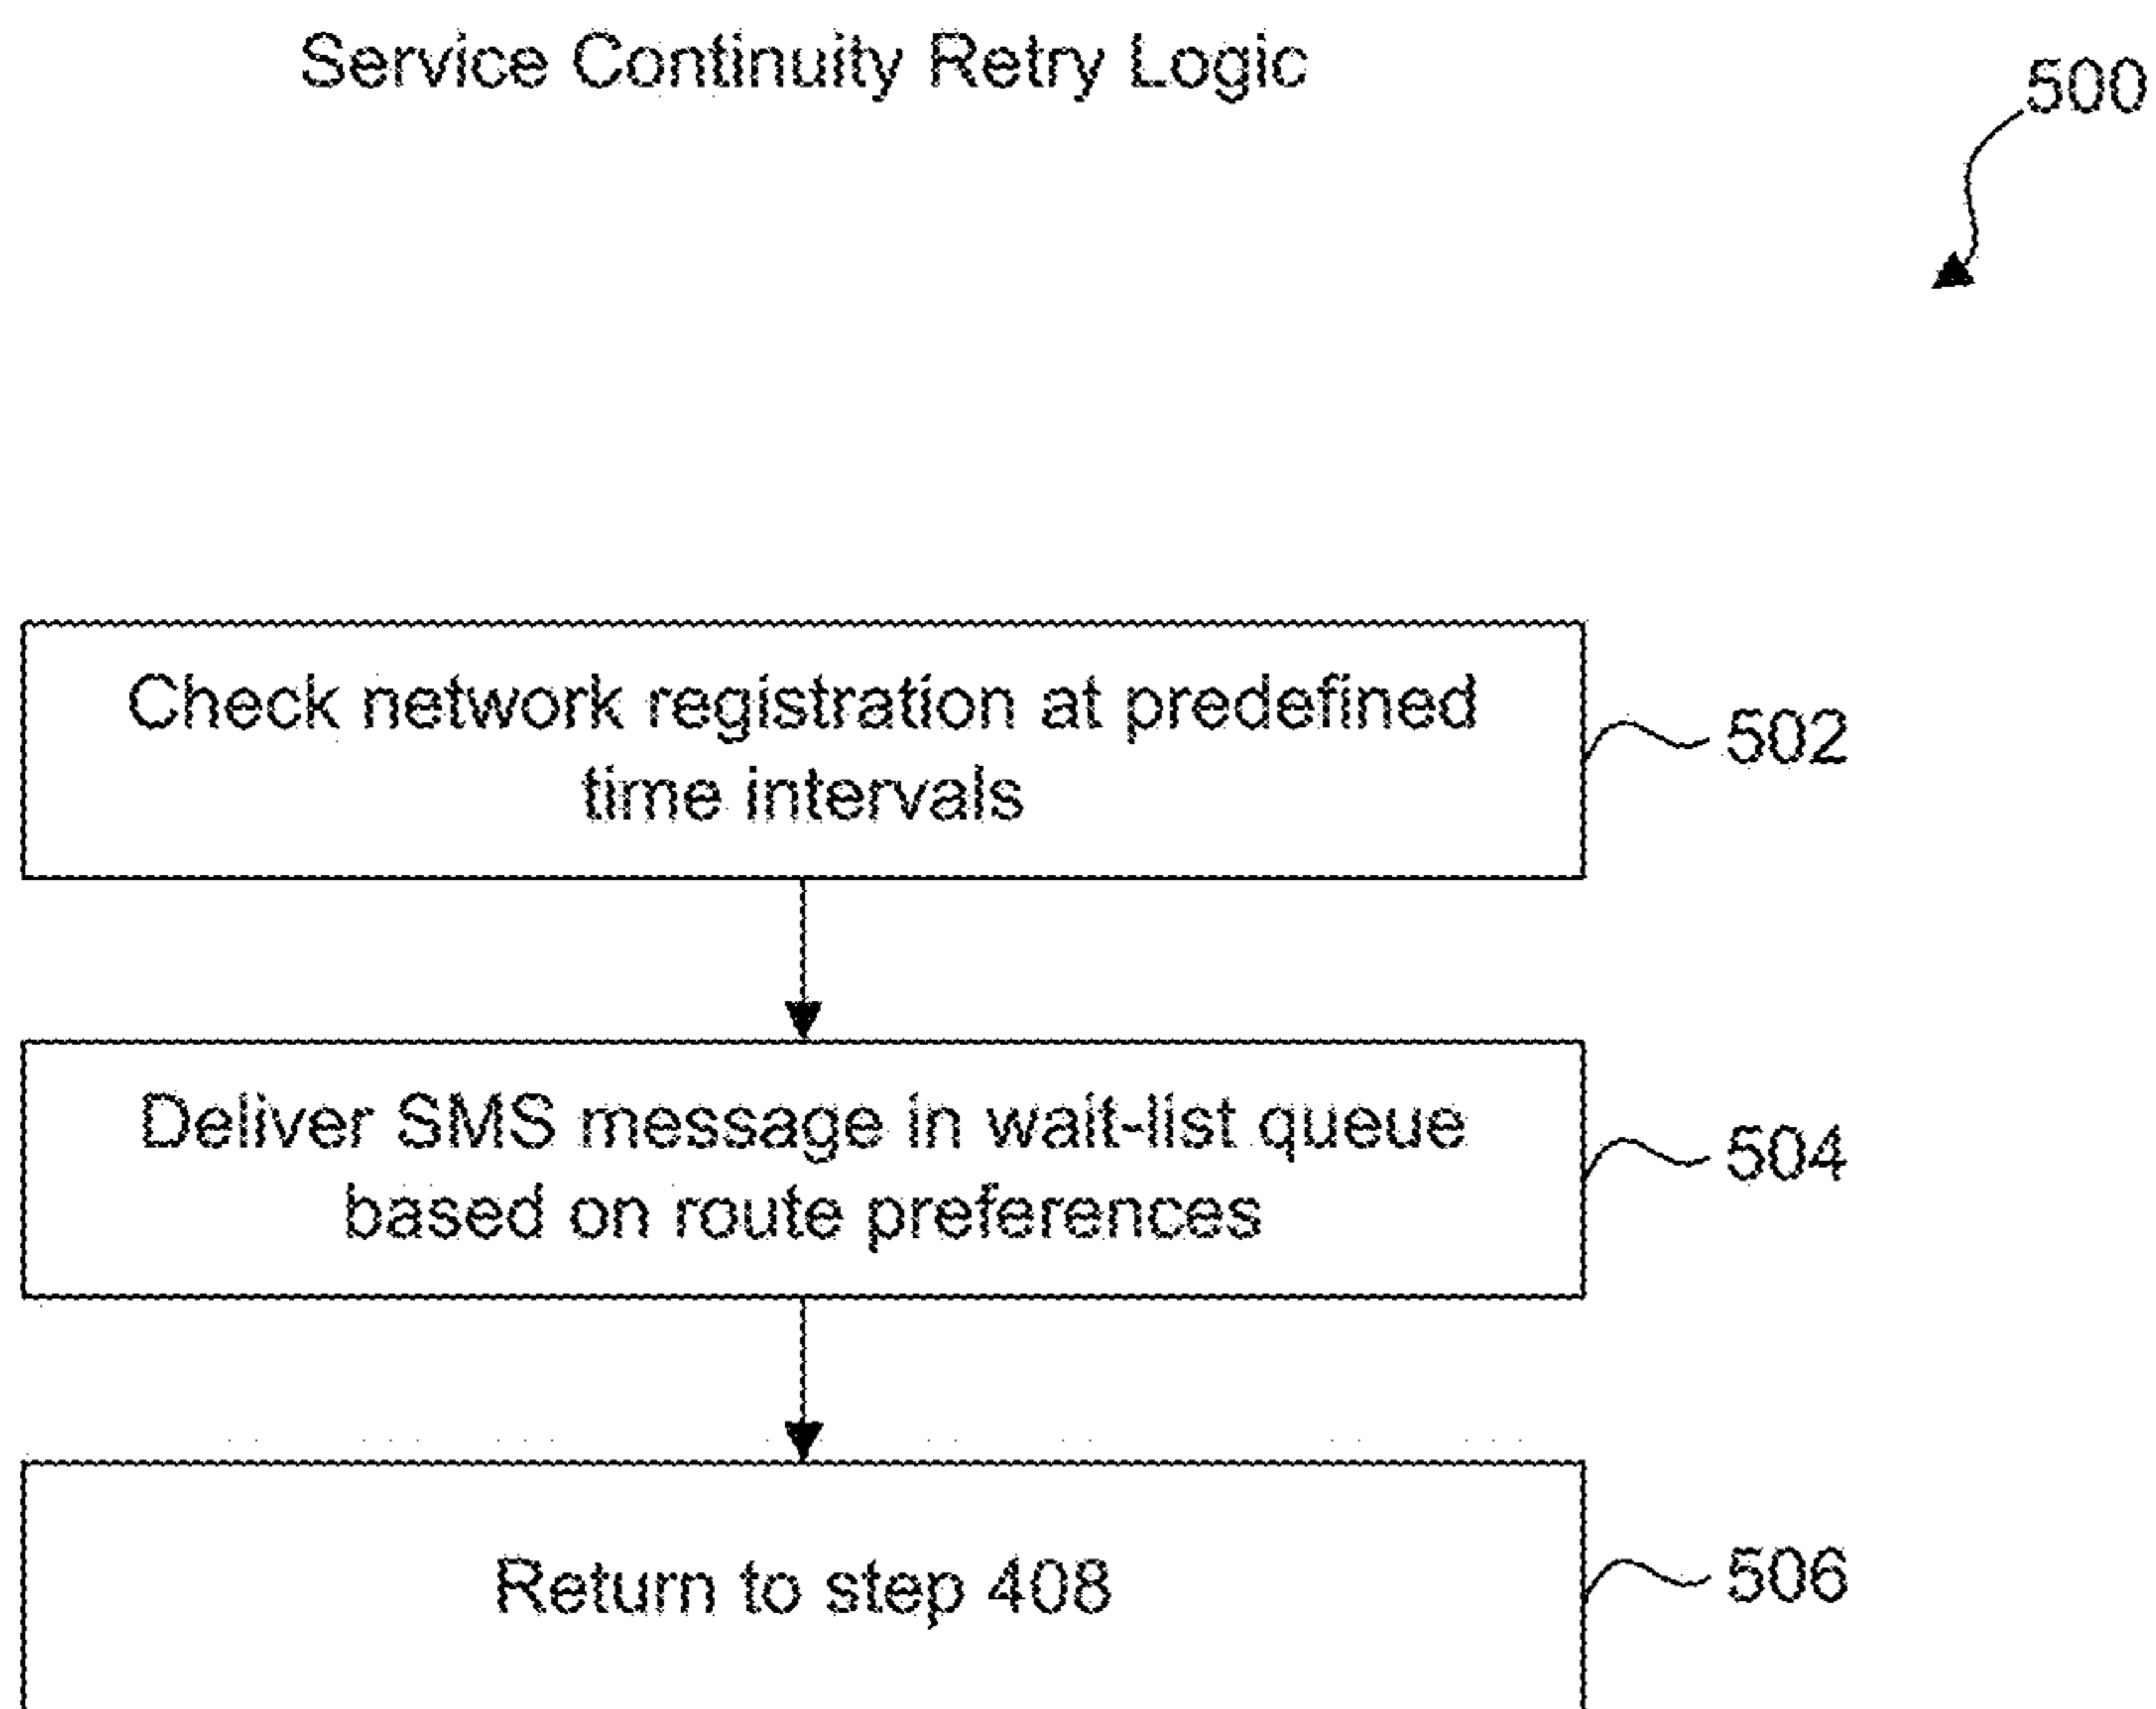 Service Continuity Retry Logic
500
Check network registration at predefined
time intervals
502
Deliver SMS message in wait-list queue
based on route preferences
504
Return to step 408
506